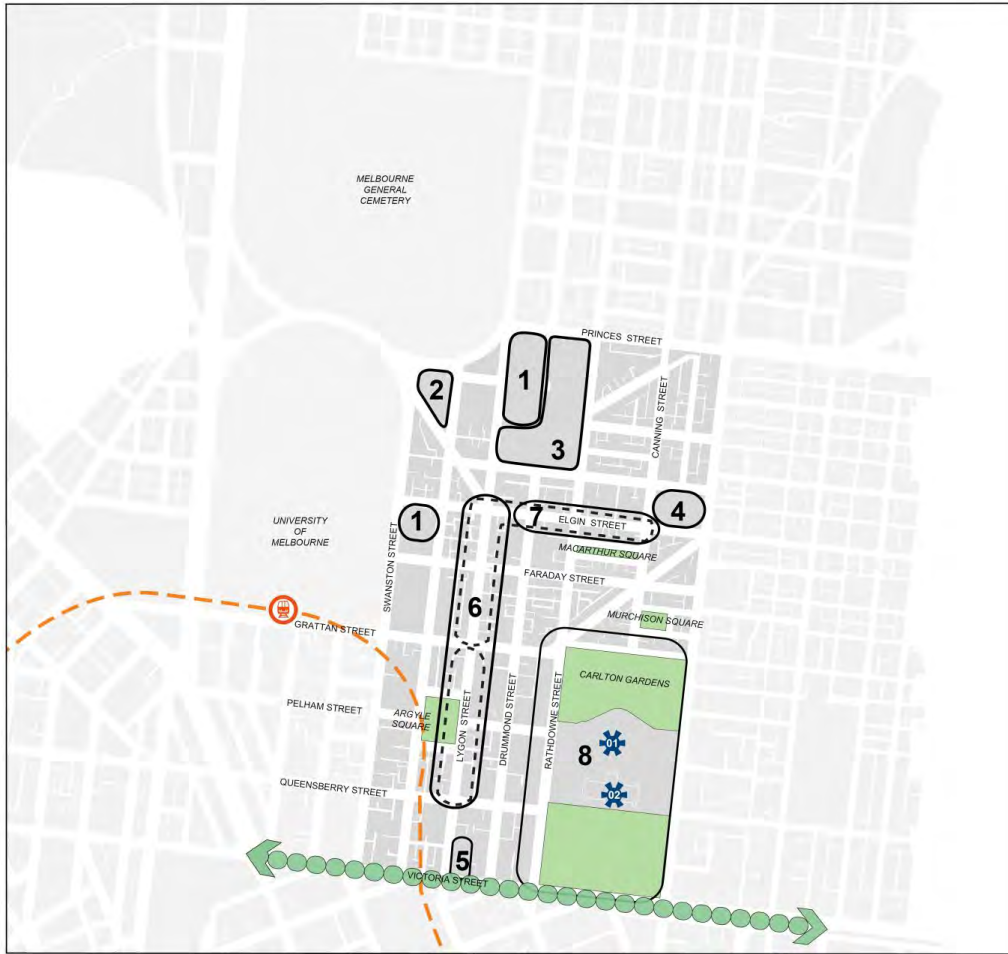 MELBOURNE
GENERAL
CEMETERY
PRINCES STREET
1
2
CANNING STREET
3
4
1
7
ELGIN STREET
UNIVERSITY
OF
MELBOURNE
SWANSTON STREET
MACARTHUR SQUARE
FARADAY STREET
6
MURCHISON SQUARE
GRATTAN STREET
CARLTON GARDENS
PELHAM STREET
ARGYLE
SQUARE
LYGON STREET
DRUMMOND STREET
RATHDOWNE STREET
8
01
02
QUEENSBERRY STREET
5
VICTORIA STREET